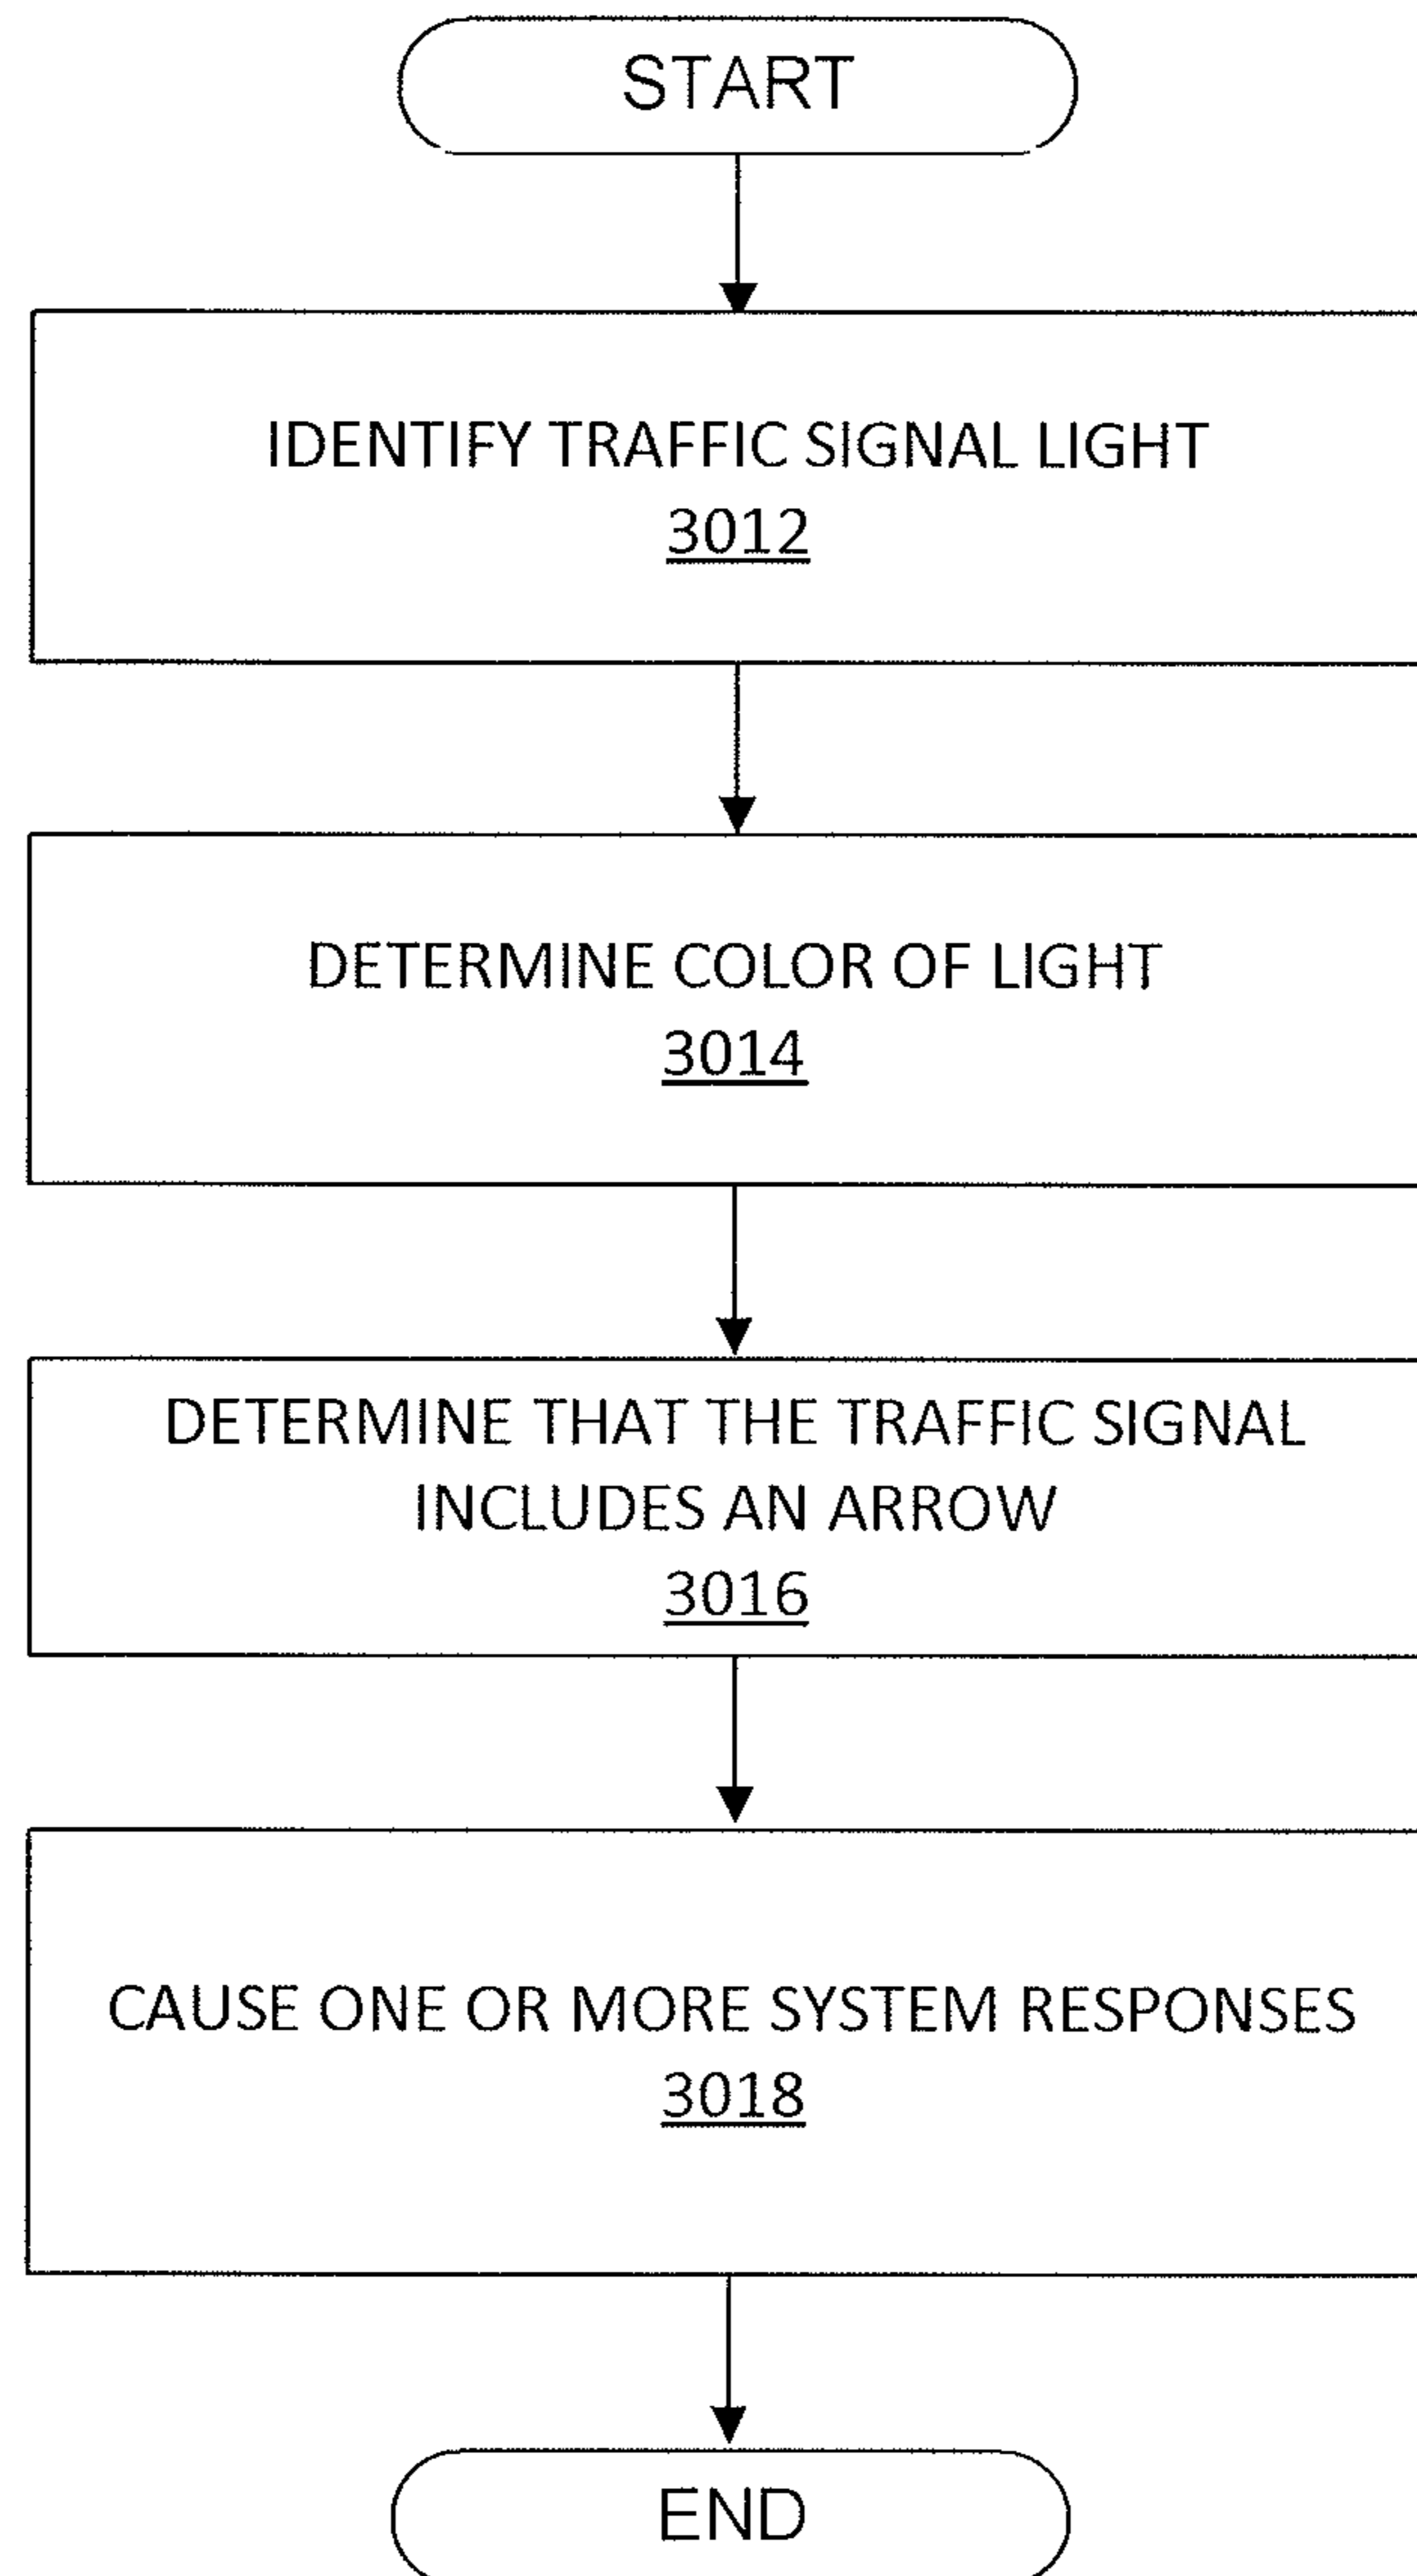 START
IDENTIFY TRAFFIC SIGNAL LIGHT
3012
DETERMINE COLOR OF LIGHT
3014
DETERMINE THAT THE TRAFFIC SIGNAL
INCLUDES AN ARROW
3016
CAUSE ONE OR MORE SYSTEM RESPONSES
3018
END